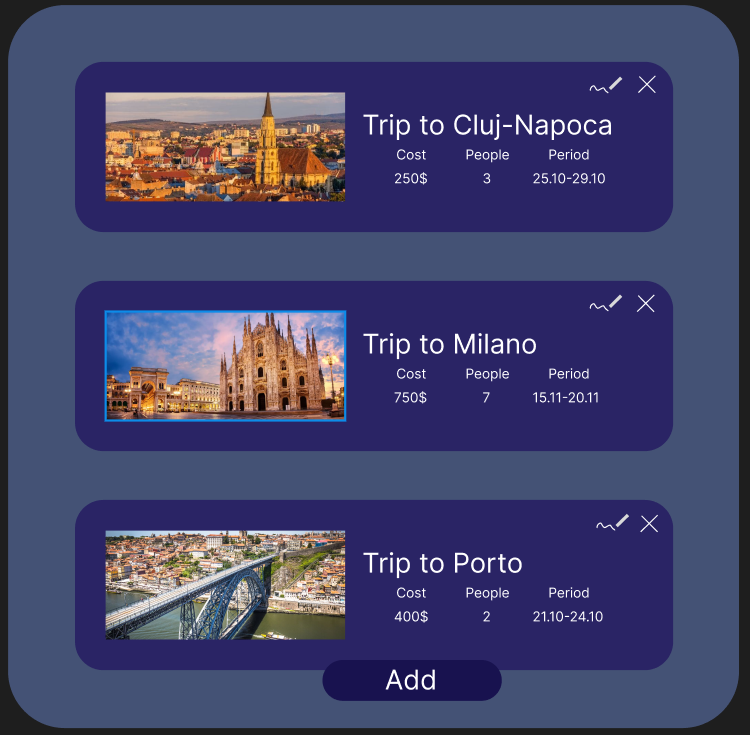 Trip to Cluj-Napoca
Cost People Period
250$ 3 25.10-29.10
Trip to Milano
Cost People Period
750$ 7 15.11-20.11
Trip to Porto
Cost People Period
400$ 2 21.10-24.10
Add